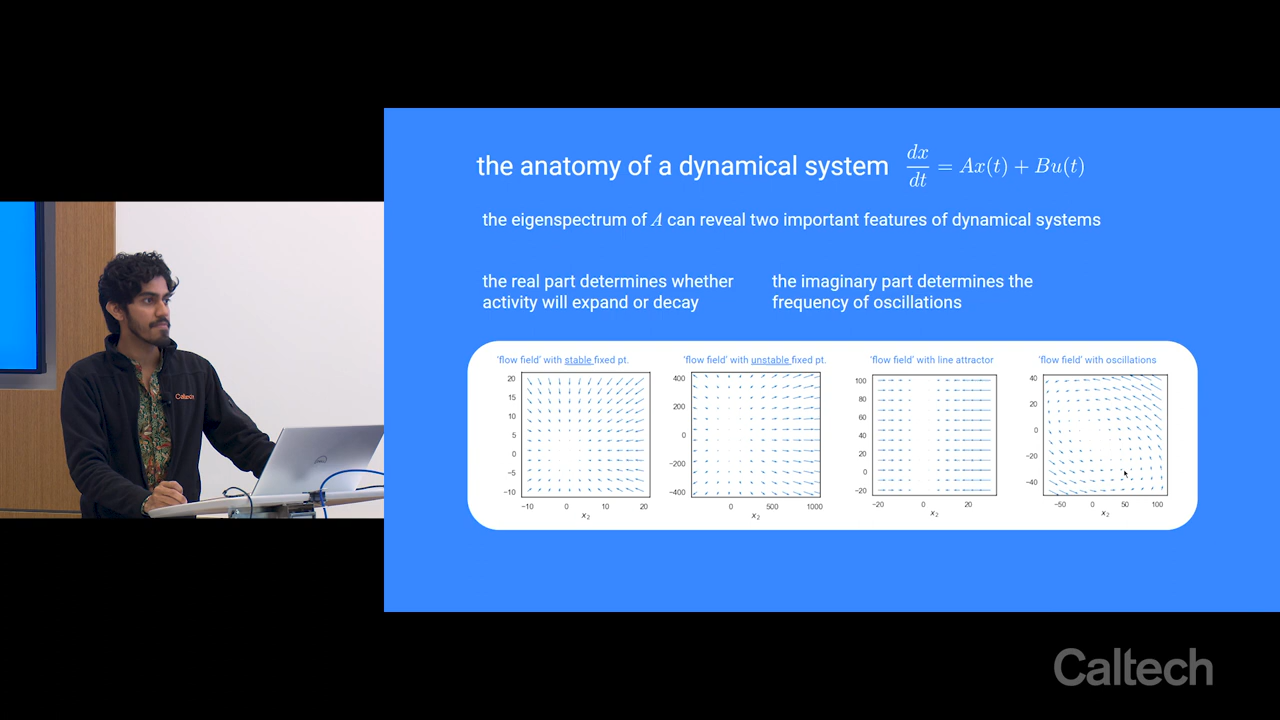 the anatomy of a dynamical system dx/dt = Ax(t) + Bu(t)
the eigenspectrum of A can reveal two important features of dynamical systems
the real part determines whether
activity will expand or decay
the imaginary part determines the
frequency of oscillations
'flow field' with stable fixed pt.
20
15
10
5
0
−5
−10
−10 0 10 20
x₂
'flow field' with unstable fixed pt.
400
200
0
−200
−400
0 500 1000
x₂
'flow field' with line attractor
100
80
60
40
20
0
−20
−20 0 20
x₂
'flow field' with oscillations
40
20
0
−20
−40
−50 0 50 100
x₂
Caltech
Caltech